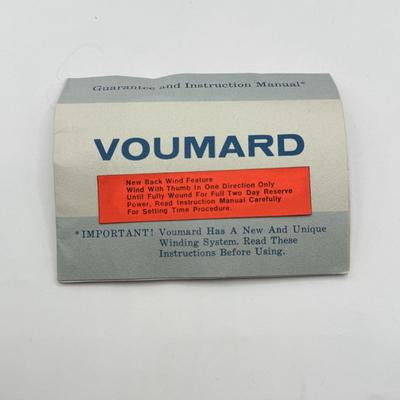 Guarantee and Instruction Manual*
VOUMARD
New Back Wind Feature
Wind With Thumb In One Direction Only
Until Fully Wound For Full Two Day Reserve
Power, Read Instruction Manual Carefully
For Setting Time Procedure.
*IMPORTANT! Voumard Has A New And Unique
Winding System. Read These
Instructions Before Using.